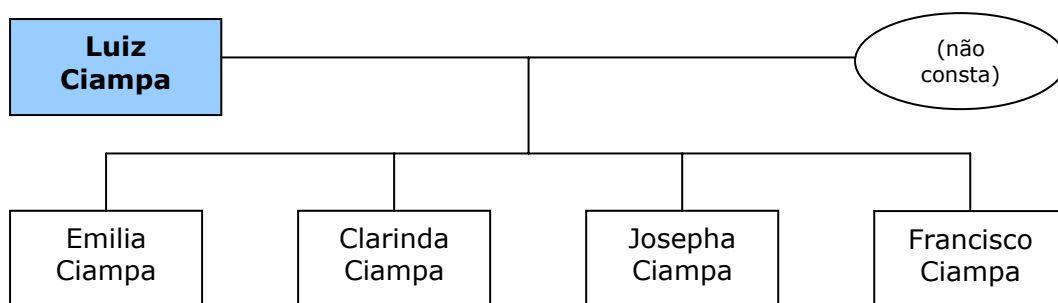 Luiz
Ciampa
(não
consta)
Emilia
Ciampa
Clarinda
Ciampa
Josepha
Ciampa
Francisco
Ciampa